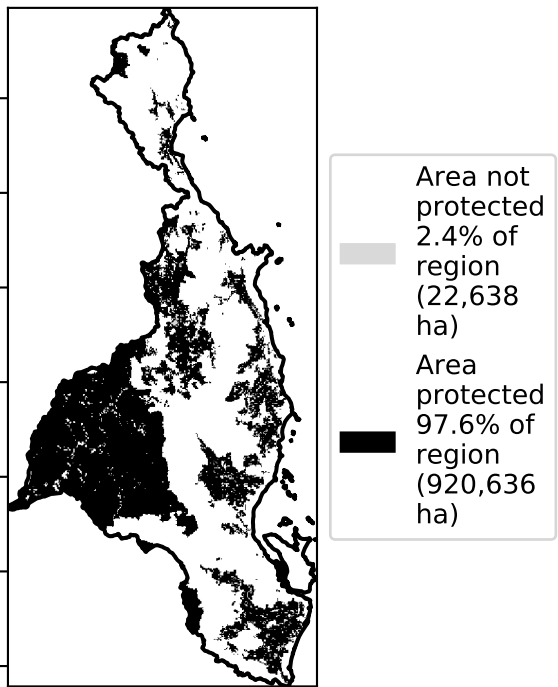 Area not
protected
2.4% of
region
(22,638
ha)
Area
protected
97.6% of
region
(920,636
ha)